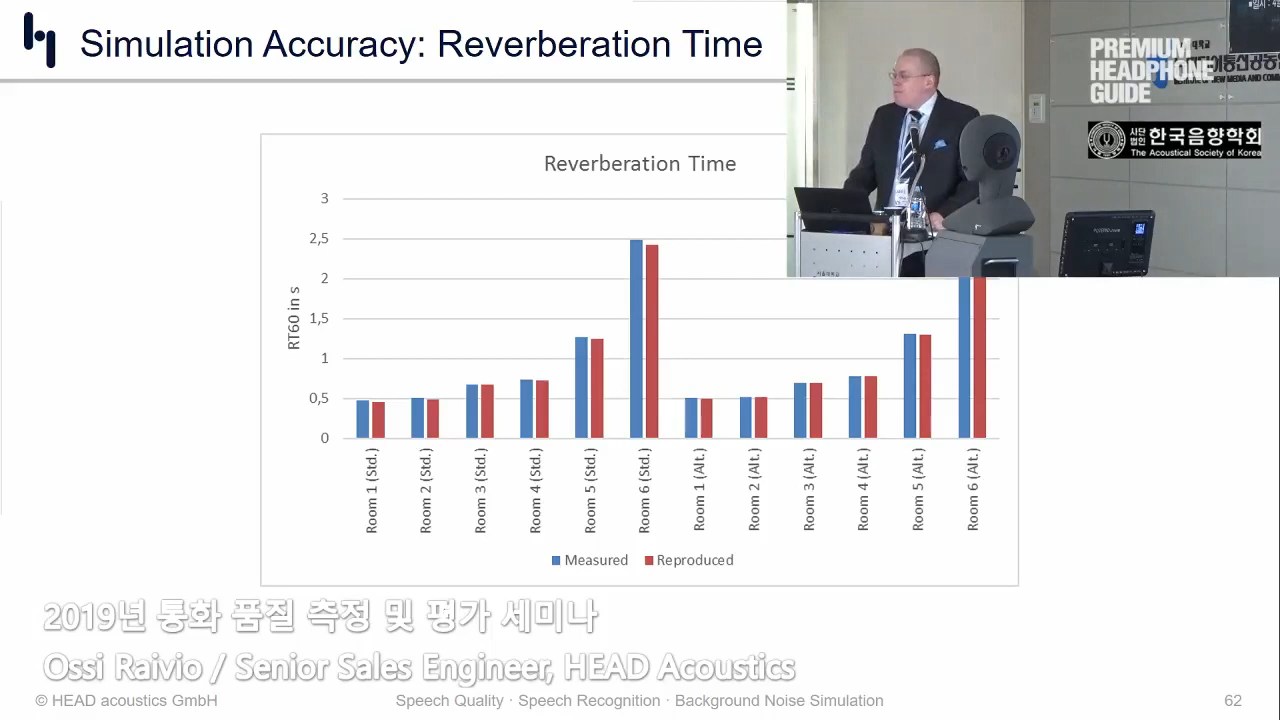 Simulation Accuracy: Reverberation Time
PREMIUM
HEADPHONE
GUIDE
사단
법인 한국음향학회
The Acoustical Society of Korea
Reverberation Time
3
2,5
2
1,5
1
0,5
0
RT60 in s
Room 1 (Std.)
Room 2 (Std.)
Room 3 (Std.)
Room 4 (Std.)
Room 5 (Std.)
Room 6 (Std.)
Room 1 (Alt.)
Room 2 (Alt.)
Room 3 (Alt.)
Room 4 (Alt.)
Room 5 (Alt.)
Room 6 (Alt.)
Measured
Reproduced
2019년 통화 품질 측정 및 평가 세미나
Ossi Raivio / Senior Sales Engineer, HEAD Acoustics
© HEAD acoustics GmbH
Speech Quality · Speech Recognition · Background Noise Simulation
62